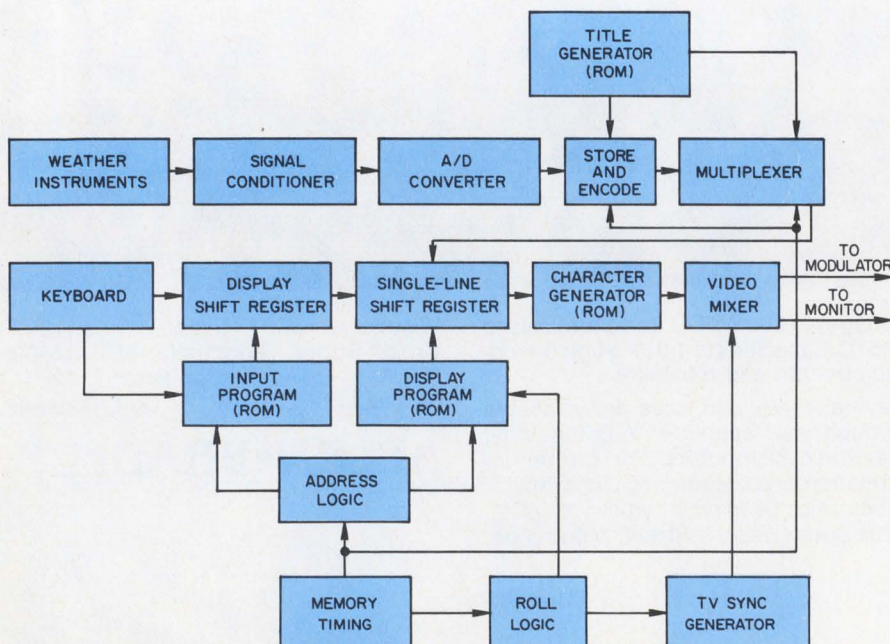 TITLE
GENERATOR
(ROM)
WEATHER
INSTRUMENTS
SIGNAL
CONDITIONER
A/D
CONVERTER
STORE
AND
ENCODE
MULTIPLEXER
KEYBOARD
DISPLAY
SHIFT REGISTER
SINGLE-LINE
SHIFT REGISTER
CHARACTER
GENERATOR
(ROM)
VIDEO
MIXER
TO
MODULATOR
TO
MONITOR
INPUT
PROGRAM
(ROM)
DISPLAY
PROGRAM
(ROM)
ADDRESS
LOGIC
MEMORY
TIMING
ROLL
LOGIC
TV SYNC
GENERATOR